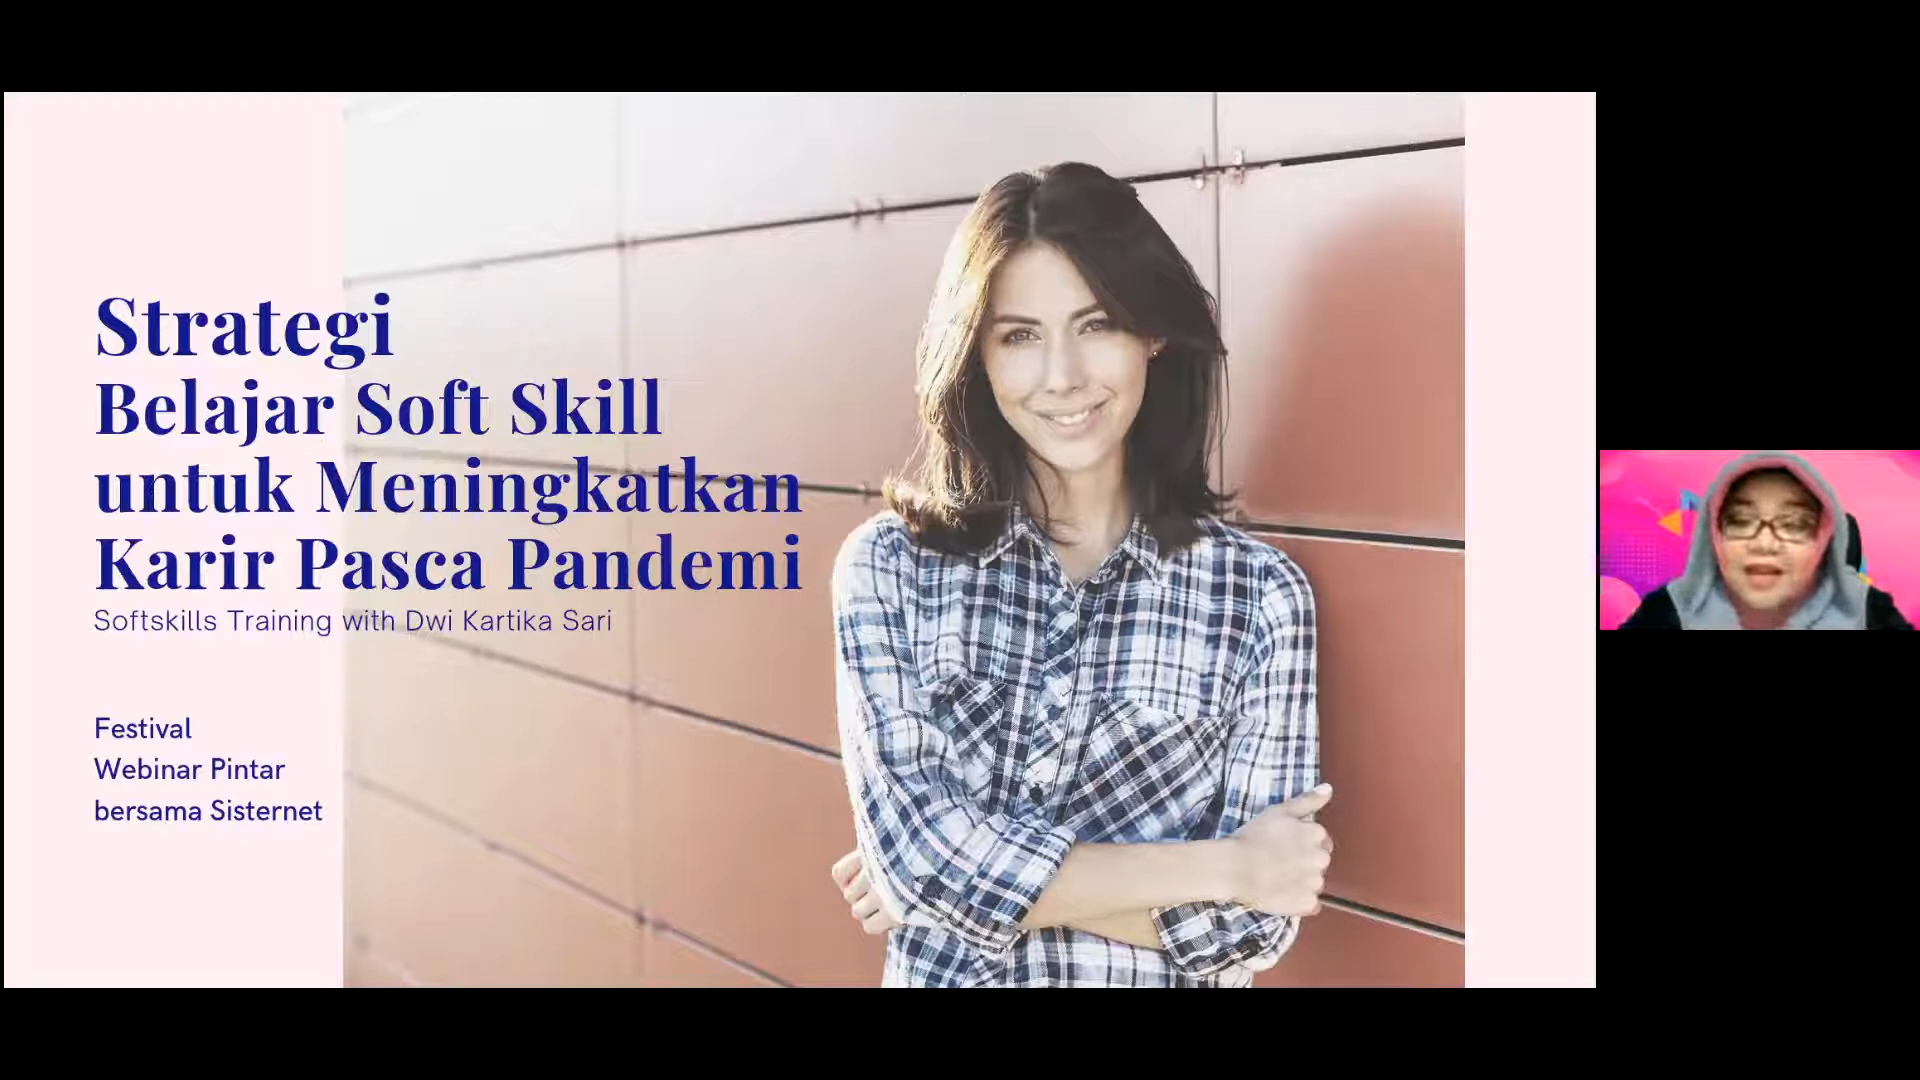 Strategi
Belajar Soft Skill
untuk Meningkatkan
Karir Pasca Pandemi
Softskills Training with Dwi Kartika Sari
Festival
Webinar Pintar
bersama Sisternet